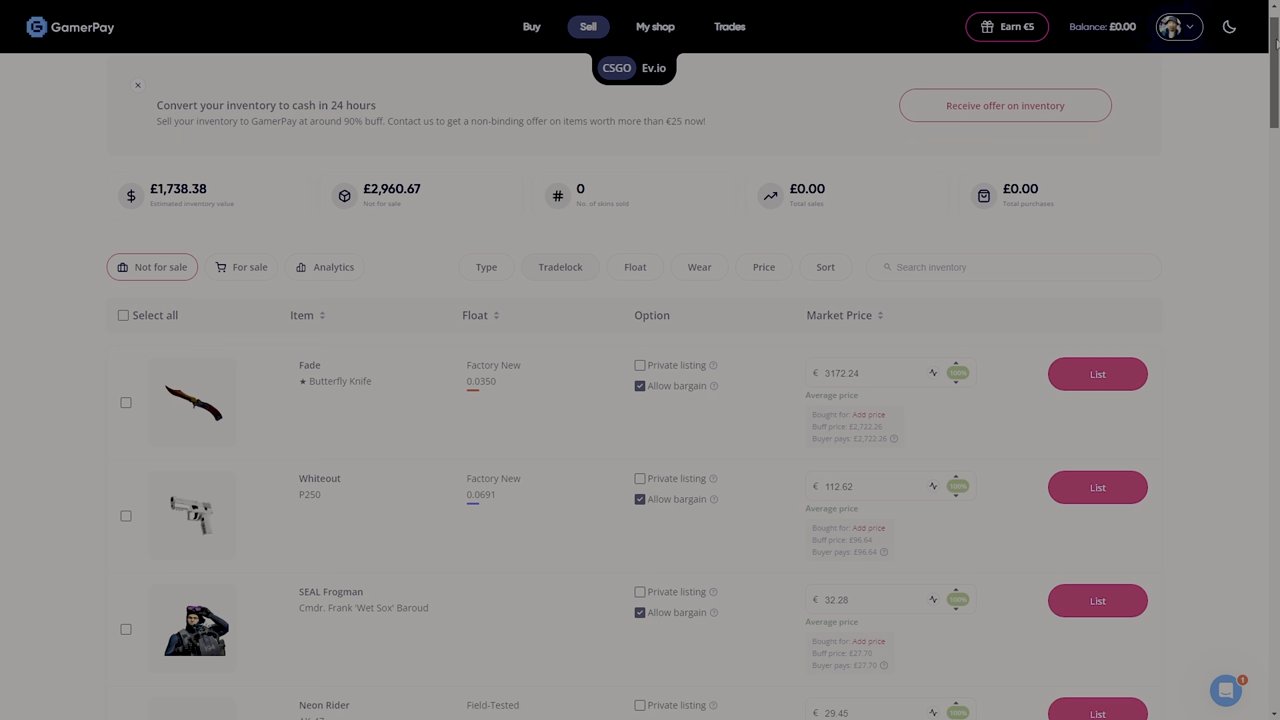 GamerPay
Buy
Sell
My shop
Trades
Earn €5
Balance: £0.00
CSGO
Ev.io
Convert your inventory to cash in 24 hours
Sell your inventory to GamerPay at around 90% buff. Contact us to get a non-binding offer on items worth more than €25 now!
Receive offer on inventory
£1,738.38
Estimated inventory value
£2,960.67
Not for sale
0
No. of skins sold
£0.00
Total sales
£0.00
Total purchases
Not for sale
For sale
Analytics
Type
Tradelock
Float
Wear
Price
Sort
Search inventory
Select all
Item
Float
Option
Market Price
Fade
★ Butterfly Knife
Factory New
0.0350
Private listing
Allow bargain
€ 3172.24
100%
Average price
Bought for: Add price
Buff price: £2,722.26
Buyer pays: £2,722.26
List
Whiteout
P250
Factory New
0.0691
Private listing
Allow bargain
€ 112.62
100%
Average price
Bought for: Add price
Buff price: £96.64
Buyer pays: £96.64
List
SEAL Frogman
Cmdr. Frank 'Wet Sox' Baroud
Private listing
Allow bargain
€ 32.28
100%
Average price
Bought for: Add price
Buff price: £27.70
Buyer pays: £27.70
List
Neon Rider
Field-Tested
Private listing
€ 29.45
List
1